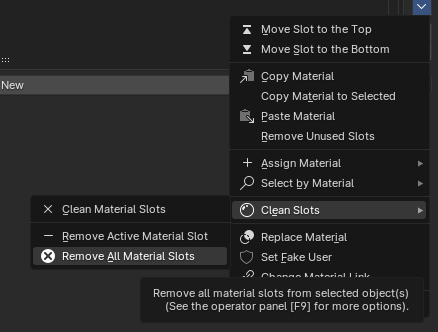 Move Slot to the Top
Move Slot to the Bottom
New
Copy Material
Copy Material to Selected
Paste Material
Remove Unused Slots
Assign Material
Select by Material
Clean Slots
Clean Material Slots
Remove Active Material Slot
Remove All Material Slots
Replace Material
Set Fake User
Change Material Link
Remove all material slots from selected object(s)
(See the operator panel [F9] for more options).